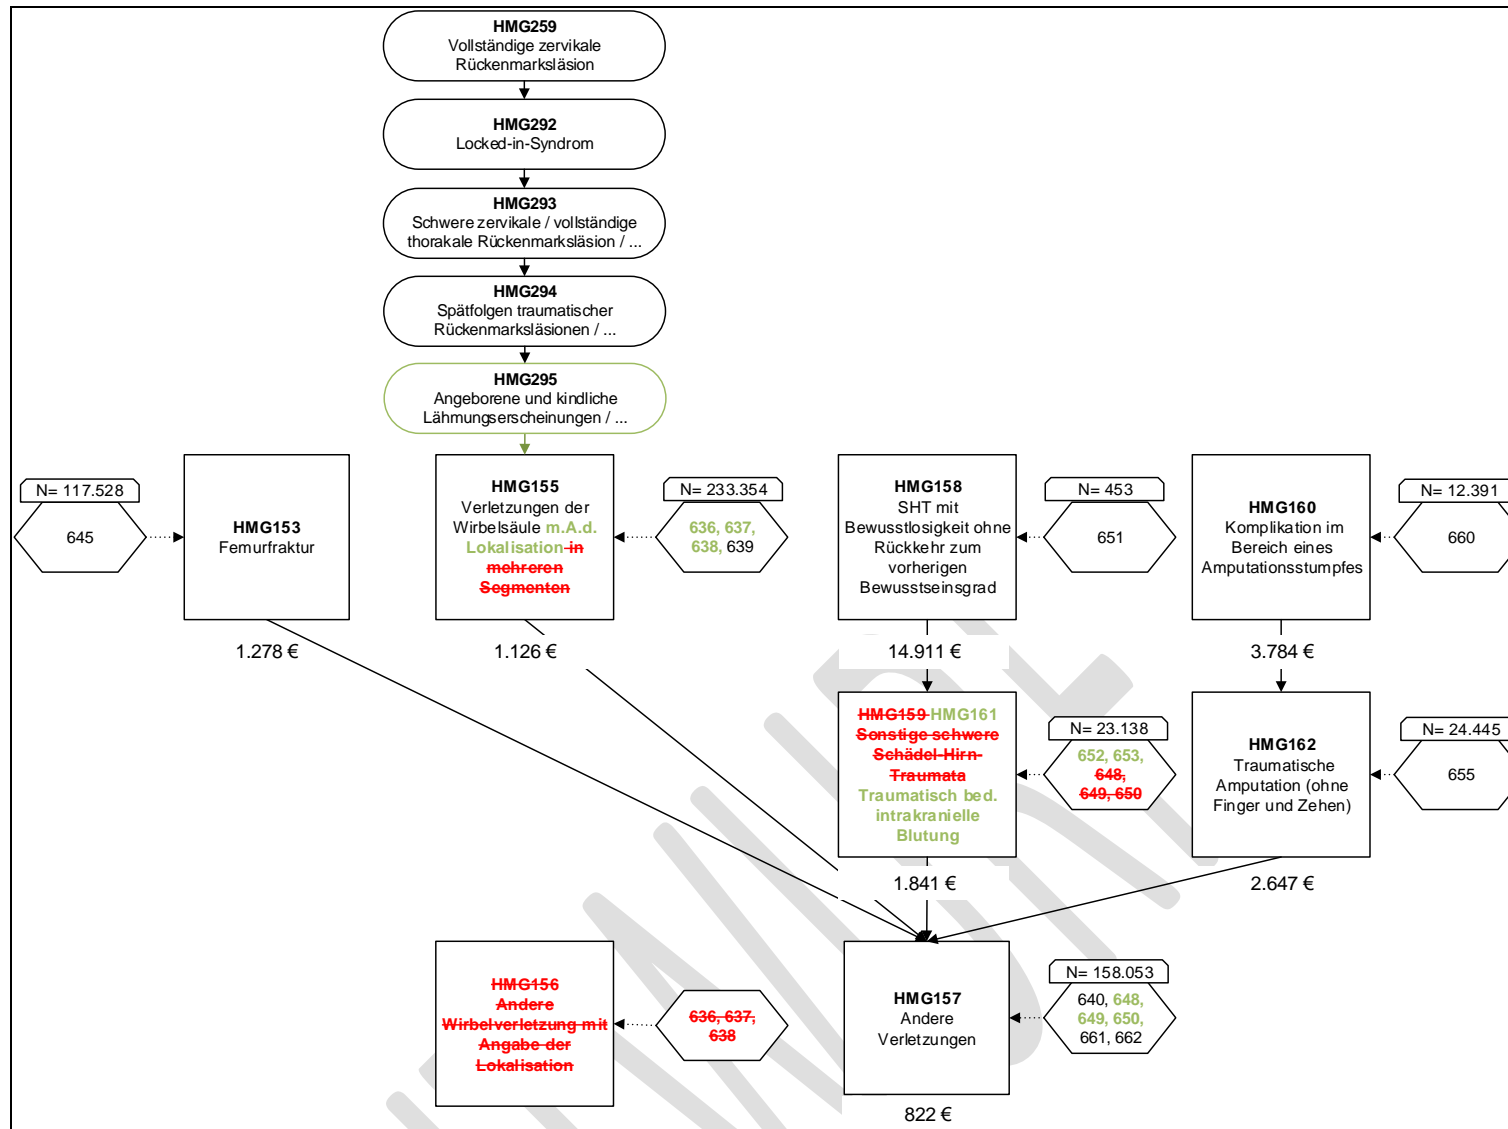 HMG259
Vollständige zervikale
Rückenmarksläsion
HMG292
Locked-in-Syndrom
HMG293
Schwere zervikale / vollständige
thorakale Rückenmarksläsion / ...
HMG294
Spätfolgen traumatischer
Rückenmarksläsionen / ...
HMG295
Angeborene und kindliche
Lähmungserscheinungen / ...
N= 117.528
645
HMG153
Femurfraktur
1.278 €
HMG155
Verletzungen der
Wirbelsäule m.A.d.
Lokalisation in
mehreren
Segmenten
1.126 €
N= 233.354
636, 637,
638, 639
HMG158
SHT mit
Bewusstlosigkeit ohne
Rückkehr zum
vorherigen
Bewusstseinsgrad
14.911 €
N= 453
651
HMG160
Komplikation im
Bereich eines
Amputationsstumpfes
3.784 €
N= 12.391
660
HMG159 HMG161
Sonstige schwere
Schädel-Hirn-
Traumata
Traumatisch bed.
intrakranielle
Blutung
1.841 €
N= 23.138
652, 653,
648,
649, 650
HMG162
Traumatische
Amputation (ohne
Finger und Zehen)
2.647 €
N= 24.445
655
HMG156
Andere
Wirbelverletzung mit
Angabe der
Lokalisation
636, 637,
638
HMG157
Andere
Verletzungen
822 €
N= 158.053
640, 648,
649, 650,
661, 662